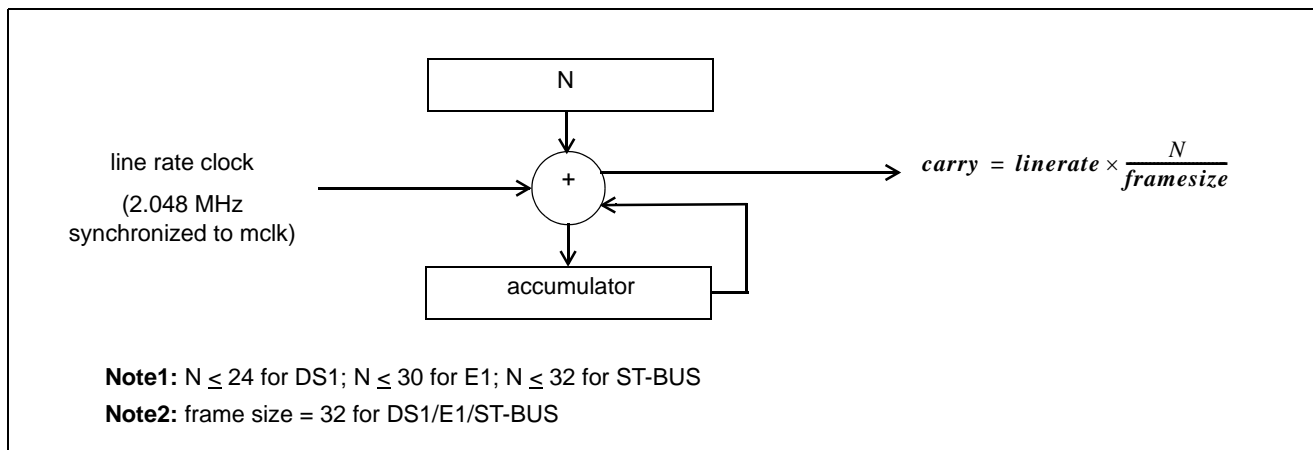 N
line rate clock
(2.048 MHz
synchronized to mclk)
+
carry = linerate × N/framesize
accumulator
Note1: N ≤ 24 for DS1; N ≤ 30 for E1; N ≤ 32 for ST-BUS
Note2: frame size = 32 for DS1/E1/ST-BUS